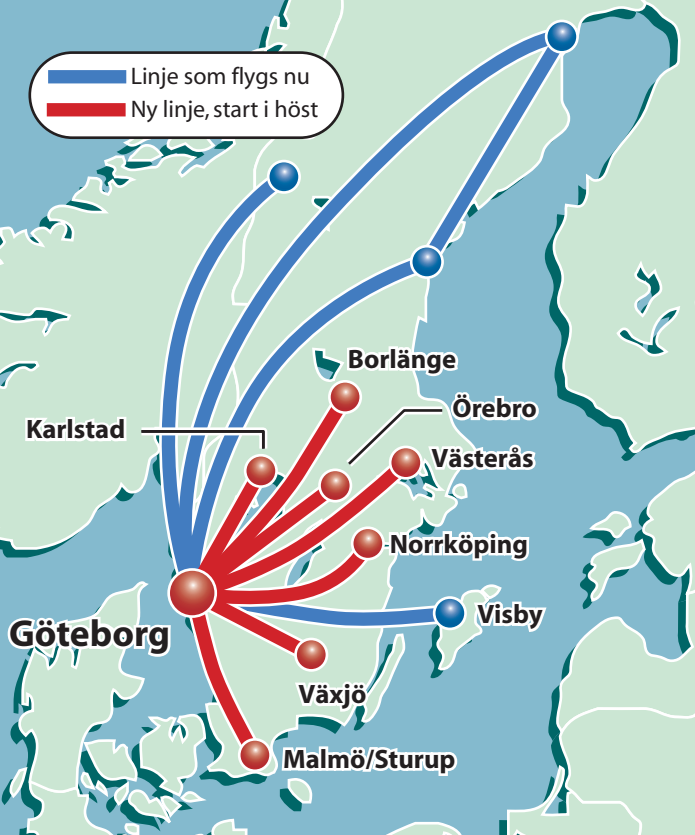 Linje som flygs nu
Ny linje, start i höst
Borlänge
Örebro
Karlstad
Västerås
Norrköping
Visby
Göteborg
Växjö
Malmö/Sturup